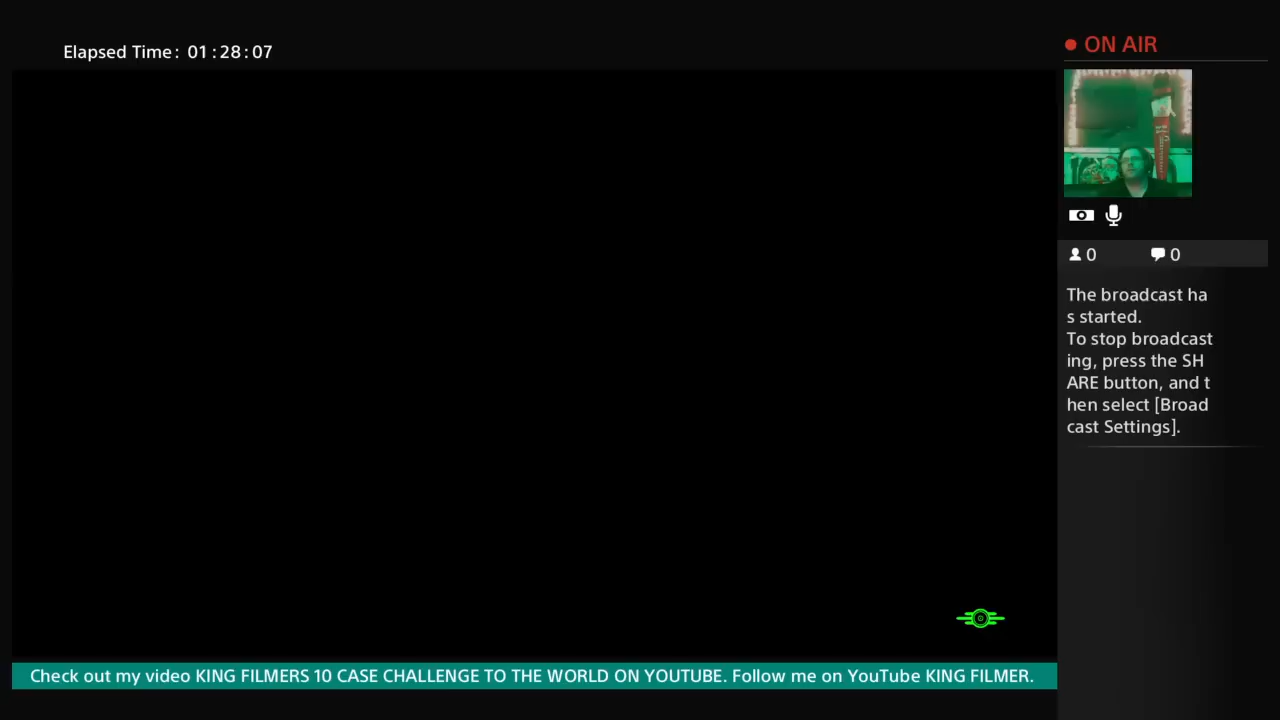 Elapsed Time: 01:28:07
ON AIR
0
0
The broadcast ha
s started.
To stop broadcast
ing, press the SH
ARE button, and t
hen select [Broad
cast Settings].
Check out my video KING FILMERS 10 CASE CHALLENGE TO THE WORLD ON YOUTUBE. Follow me on YouTube KING FILMER.